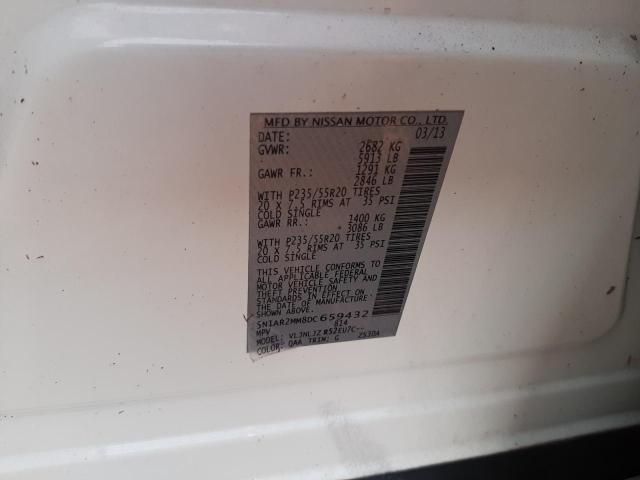 MFD BY NISSAN MOTOR CO., LTD.
DATE: 03/13
GVWR: 2682 KG
5913 LB
GAWR FR.: 1291 KG
2846 LB
WITH P235/55R20 TIRES
20 X 7.5 RIMS AT 35 PSI
COLD SINGLE
GAWR RR.: 1400 KG
3086 LB
WITH P235/55R20 TIRES
20 X 7.5 RIMS AT 35 PSI
COLD SINGLE
THIS VEHICLE CONFORMS TO
ALL APPLICABLE FEDERAL
MOTOR VEHICLE SAFETY AND
THEFT PREVENTION
STANDARDS IN EFFECT ON
THE DATE OF MANUFACTURE.
5N1AR2MM8DC659432
MPV 814
MODEL: VLJNLJZ
COLOR: QAA TRIM: G Z53DA